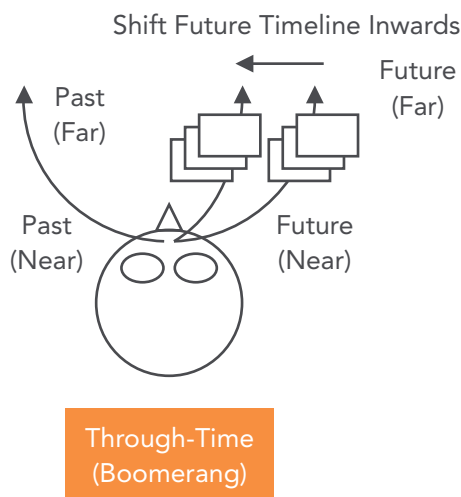 Shift Future Timeline Inwards
Past
(Far)
Future
(Far)
Past
(Near)
Future
(Near)
Through-Time
(Boomerang)